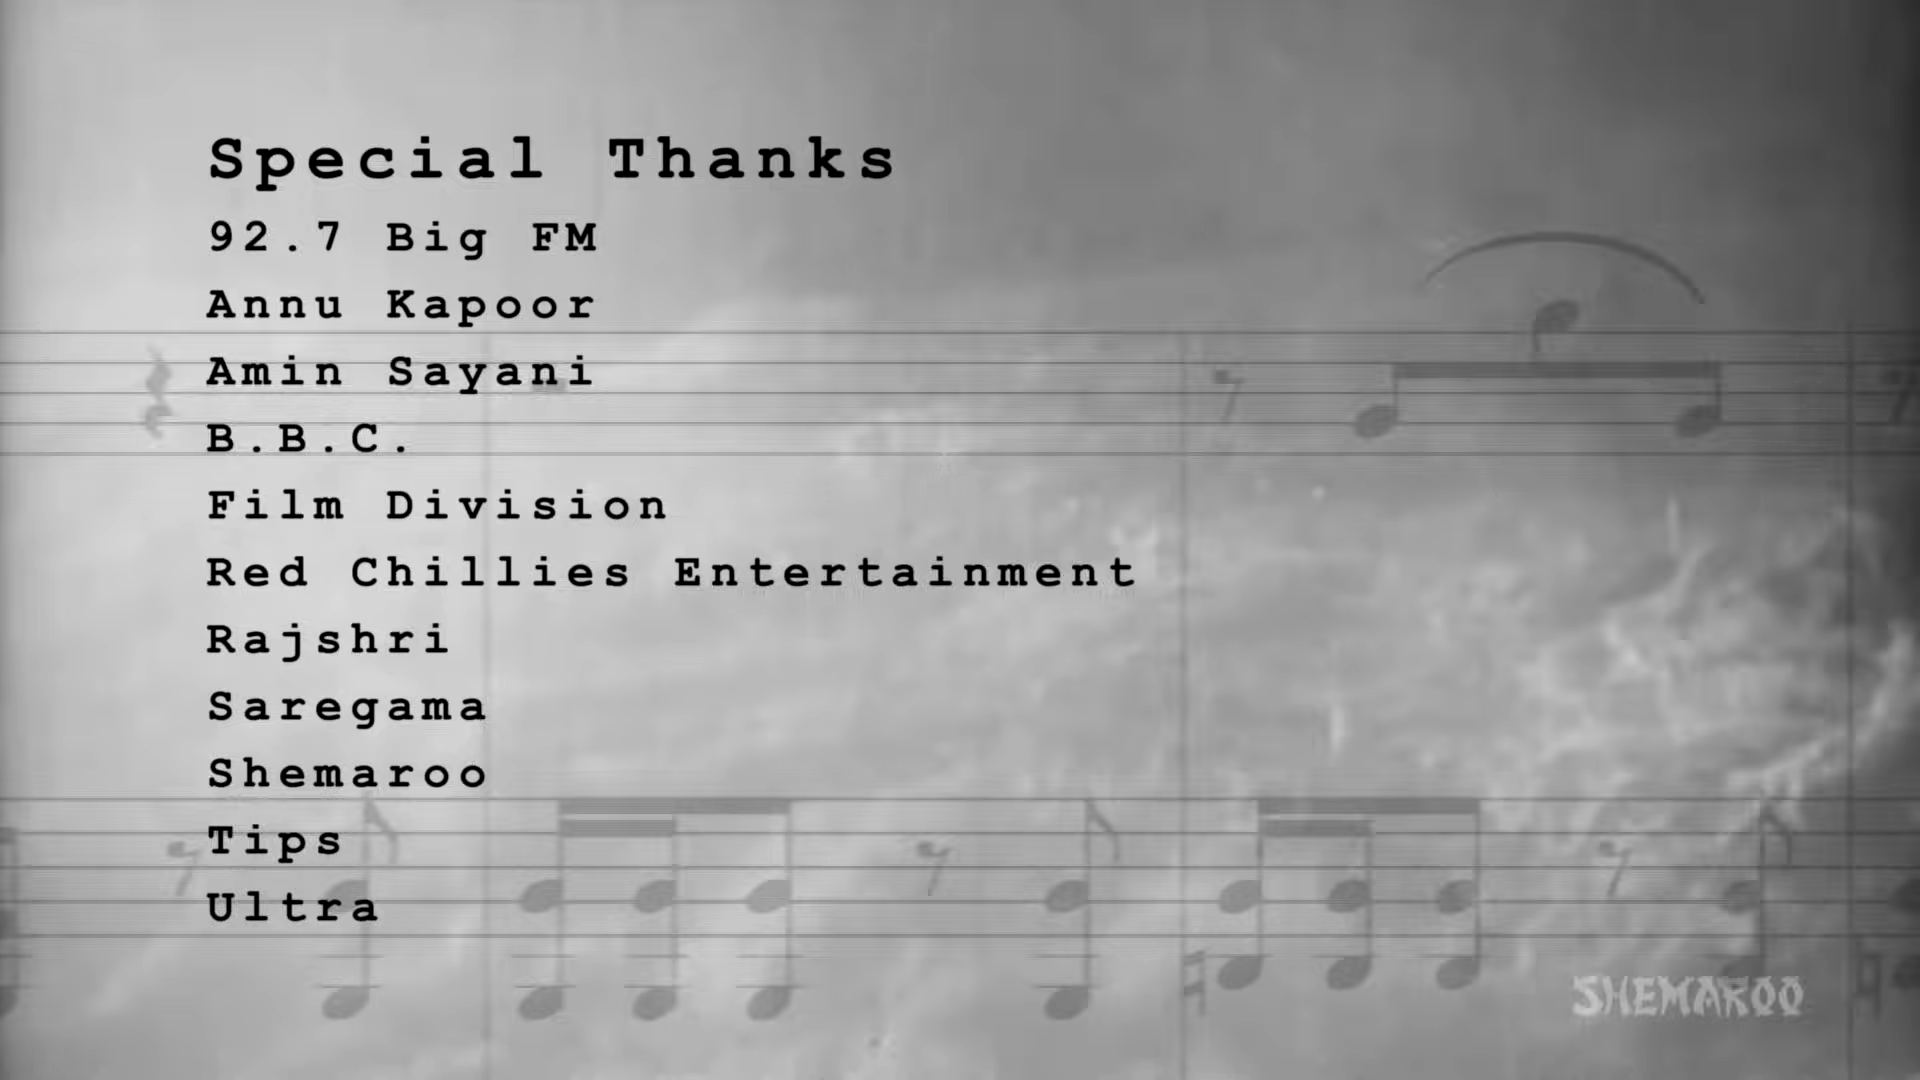 Special Thanks
92.7 Big FM
Annu Kapoor
Amin Sayani
B.B.C.
Film Division
Red Chillies Entertainment
Rajshri
Saregama
Shemaroo
Tips
Ultra
SHEMAROO